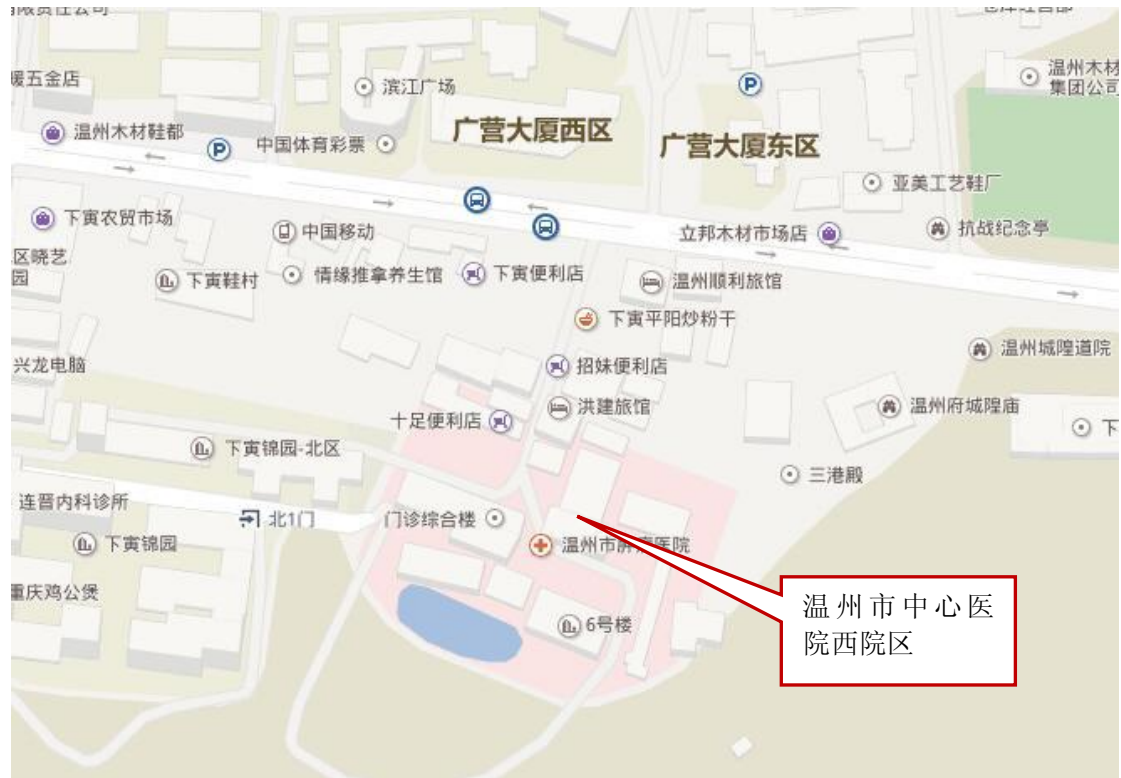 滨江广场
温州木材
集团公司
暖五金店
温州木材鞋都
中国体育彩票
广营大厦西区
广营大厦东区
亚美工艺鞋厂
下寅农贸市场
中国移动
立邦木材市场店
抗战纪念亭
区晓艺
园
下寅鞋村
情缘推拿养生馆
下寅便利店
温州顺利旅馆
下寅平阳炒粉干
兴龙电脑
招妹便利店
温州城隍道院
洪建旅馆
温州府城隍庙
十足便利店
下
下寅锦园-北区
三港殿
连晋内科诊所
北1门
门诊综合楼
下寅锦园
重庆鸡公煲
6号楼
温州市中心医
院西院区